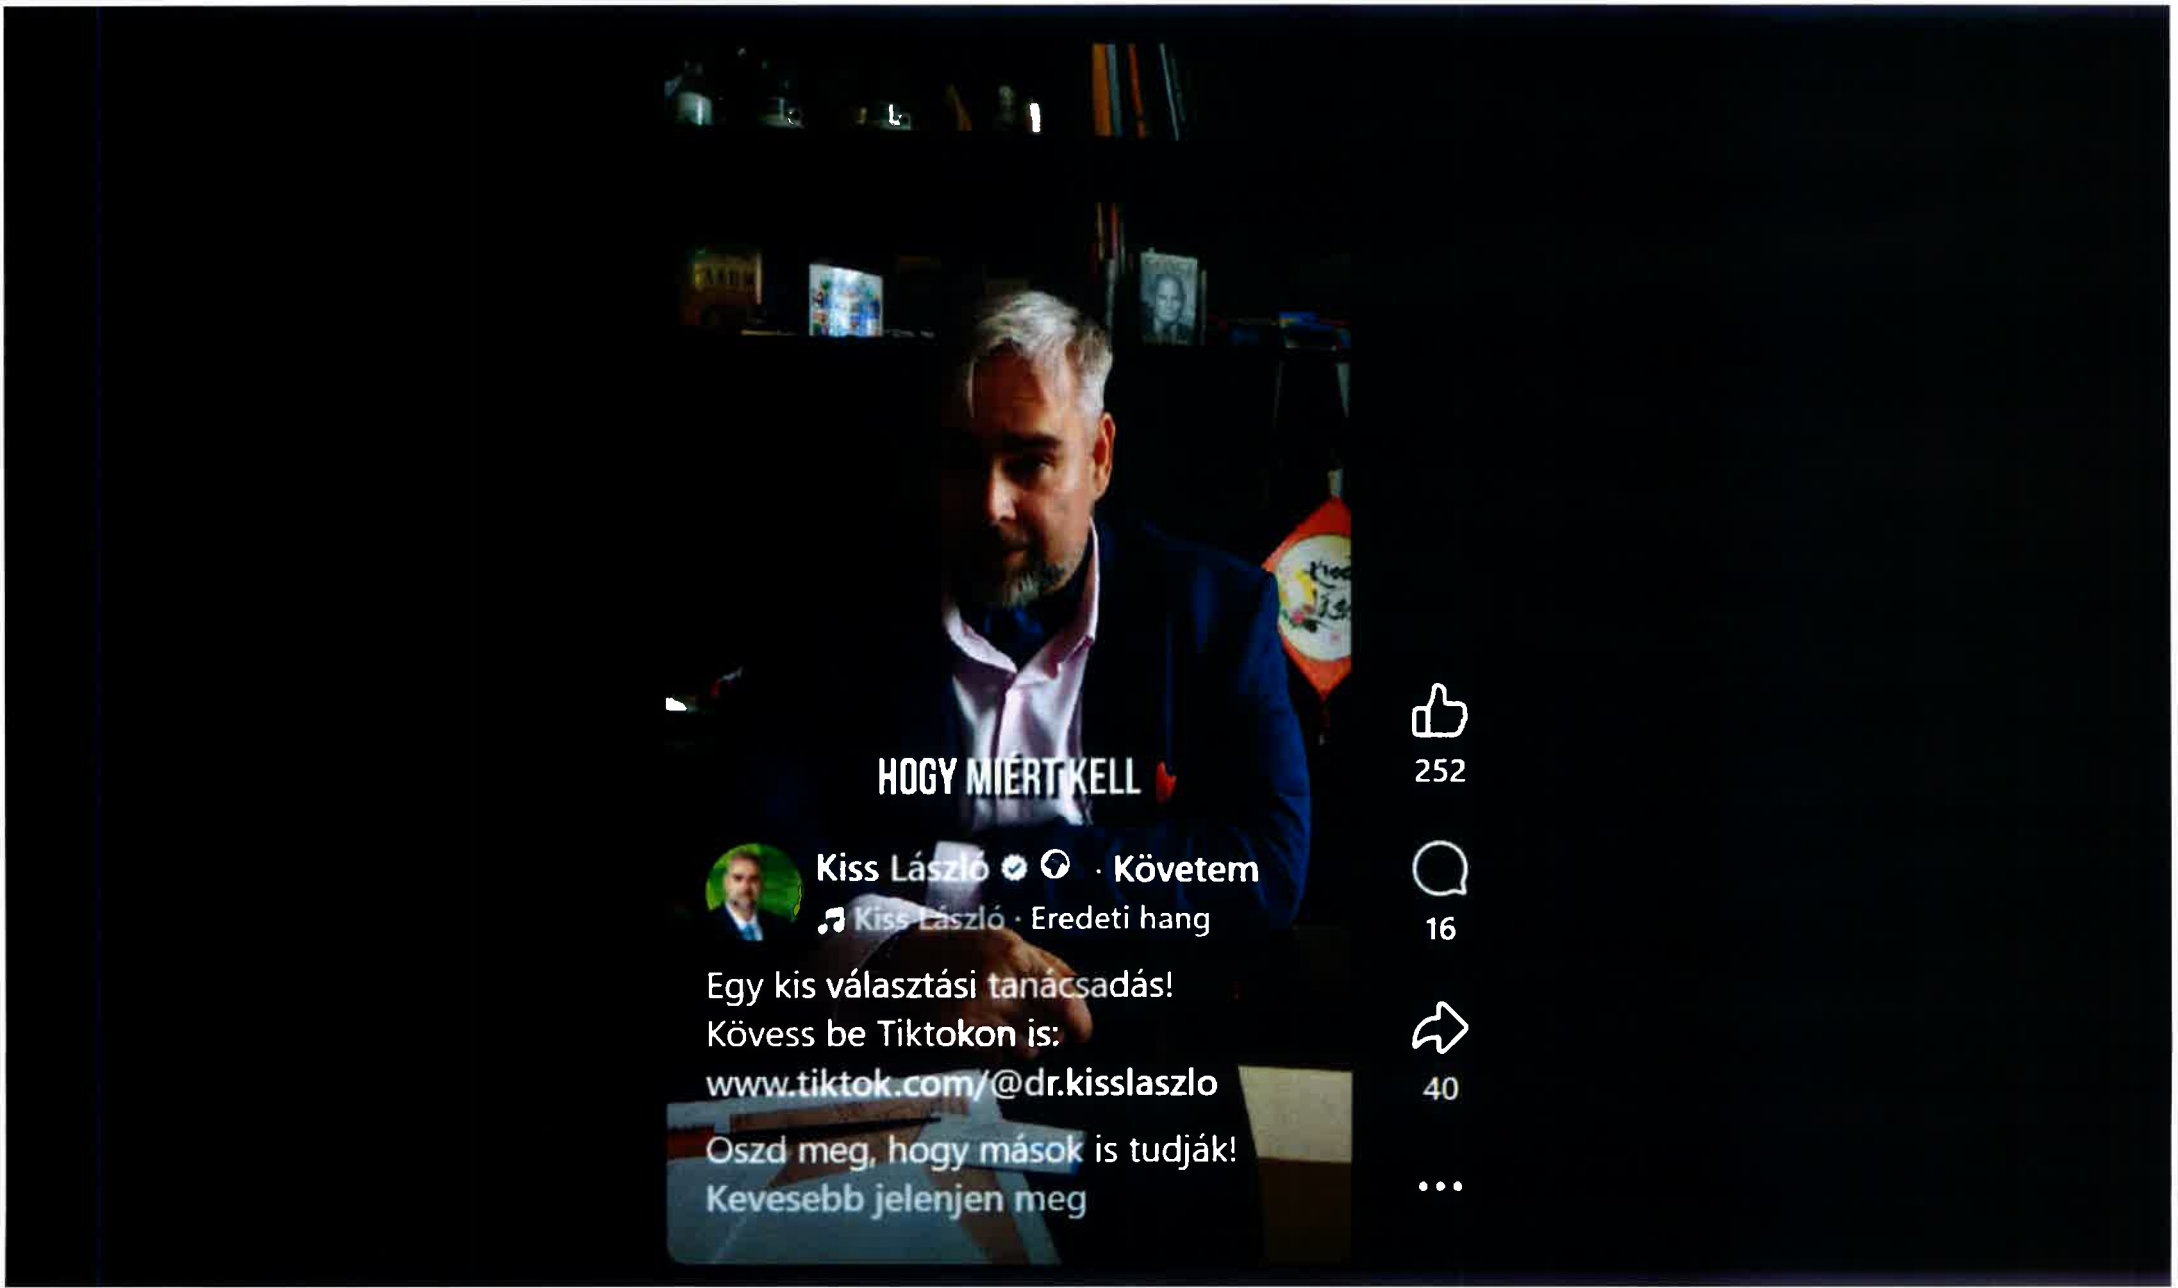 HOGY MIÉRT KELL
Kiss László · Követem
Kiss László · Eredeti hang
Egy kis választási tanácsadás!
Kövess be Tiktokon is:
www.tiktok.com/@dr.kisslaszlo
Oszd meg, hogy mások is tudják!
Kevesebb jelenjen meg
252
16
40